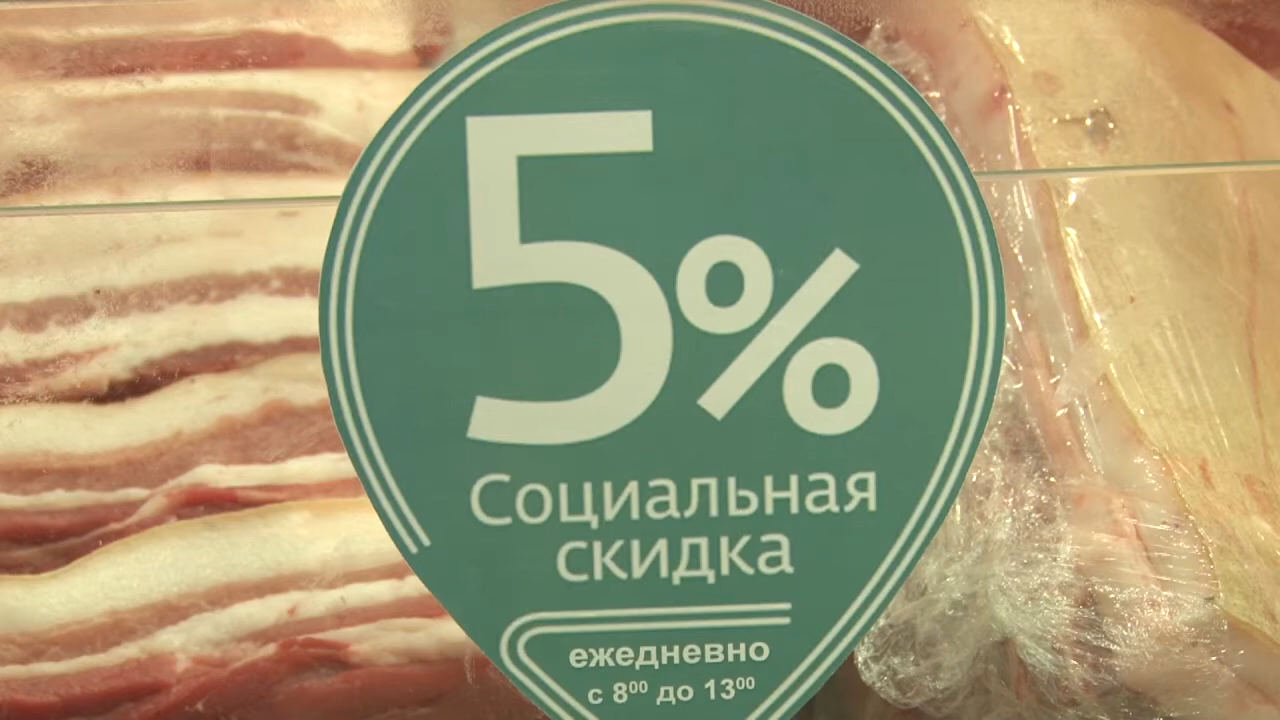 5%
Социальная
скидка
ежедневно
с 8⁰⁰ до 13⁰⁰